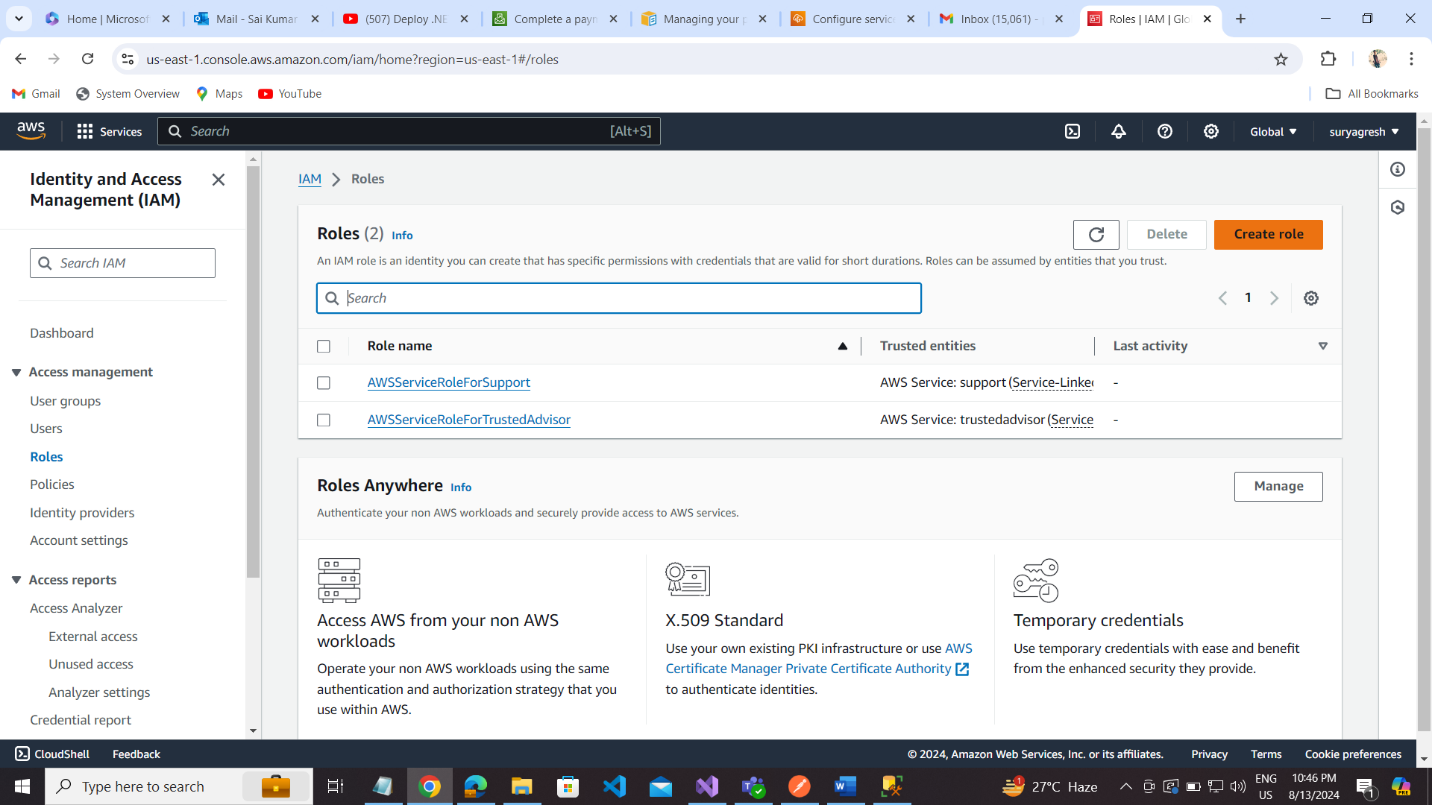 Home | Microsof
Mail - Sai Kumar
(507) Deploy .NE
Complete a payn
Managing your p
Configure service
Inbox (15,061) -
Roles | IAM | Glo
us-east-1.console.aws.amazon.com/iam/home?region=us-east-1#/roles
Gmail
System Overview
Maps
YouTube
All Bookmarks
aws
Services
Search
[Alt+S]
Global
suryagresh
Identity and Access
Management (IAM)
Search IAM
Dashboard
Access management
User groups
Users
Roles
Policies
Identity providers
Account settings
Access reports
Access Analyzer
External access
Unused access
Analyzer settings
Credential report
IAM
Roles
Roles (2) Info
Delete
Create role
An IAM role is an identity you can create that has specific permissions with credentials that are valid for short durations. Roles can be assumed by entities that you trust.
Search
1
Role name
Trusted entities
Last activity
AWSServiceRoleForSupport
AWS Service: support (Service-Linked
-
AWSServiceRoleForTrustedAdvisor
AWS Service: trustedadvisor (Service
-
Roles Anywhere Info
Manage
Authenticate your non AWS workloads and securely provide access to AWS services.
Access AWS from your non AWS
workloads
Operate your non AWS workloads using the same
authentication and authorization strategy that you
use within AWS.
X.509 Standard
Use your own existing PKI infrastructure or use AWS
Certificate Manager Private Certificate Authority
to authenticate identities.
Temporary credentials
Use temporary credentials with ease and benefit
from the enhanced security they provide.
CloudShell
Feedback
© 2024, Amazon Web Services, Inc. or its affiliates.
Privacy
Terms
Cookie preferences
Type here to search
1
27°C Haze
ENG
US
10:46 PM
8/13/2024
1